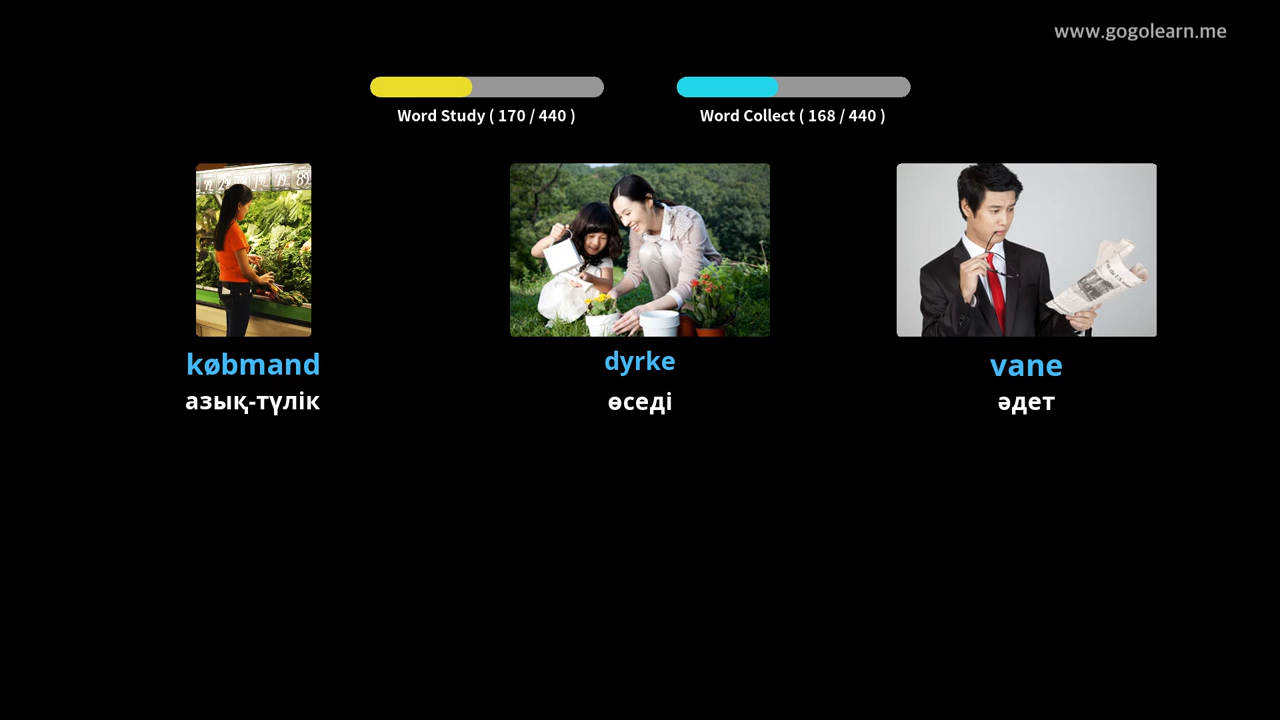 www.gogolearn.me
Word Study ( 170 / 440 )
Word Collect ( 168 / 440 )
købmand
dyrke
vane
азық-түлік
өседі
әдет